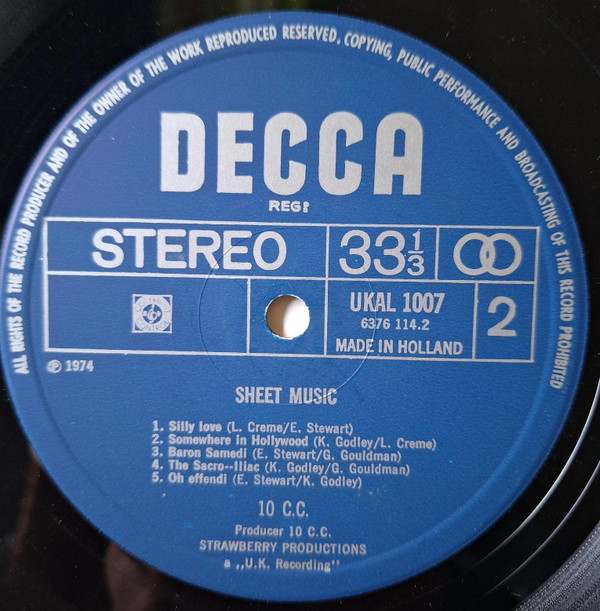 ALL RIGHTS OF THE RECORD PRODUCER AND OF THE OWNER OF THE WORK REPRODUCED RESERVED. COPYING, PUBLIC PERFORMANCE AND BROADCASTING OF THIS RECORD PROHIBITED
DECCA
REGD
STEREO
33 1/3
UKAL 1007
6376 114.2
MADE IN HOLLAND
2
℗ 1974
SHEET MUSIC
1. Silly love (L. Creme/E. Stewart)
2. Somewhere in Hollywood (K. Godley/L. Creme)
3. Baron Samedi (E. Stewart/G. Gouldman)
4. The Sacro--Iliac (K. Godley/G. Gouldman)
5. Oh effendi (E. Stewart/K. Godley)
10 C.C.
Producer 10 C.C.
STRAWBERRY PRODUCTIONS
a ,,U.K. Recording"